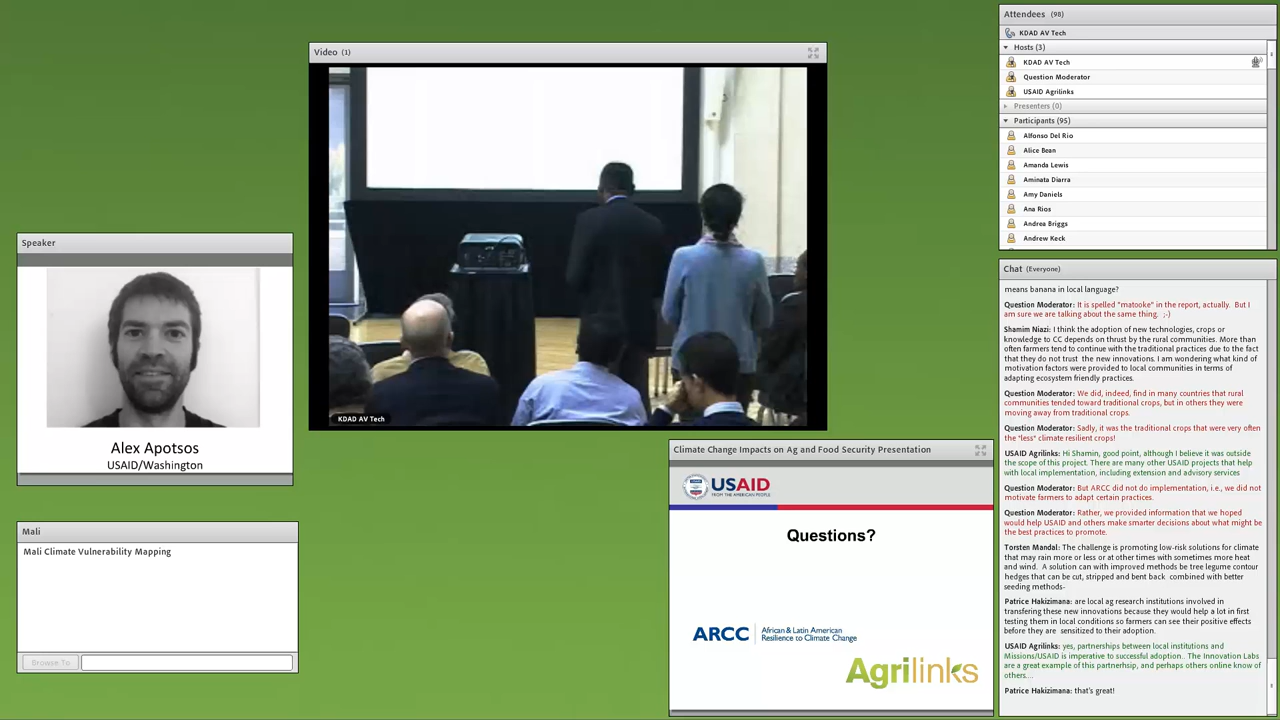 Speaker
Alex Apotsos
USAID/Washington
Mali
Mali Climate Vulnerability Mapping
Browse To
Video (1)
KDAD AV Tech
Climate Change Impacts on Ag and Food Security Presentation
USAID
FROM THE AMERICAN PEOPLE
Questions?
ARCC
African & Latin American
Resilience to Climate Change
Agrilinks
Attendees (98)
KDAD AV Tech
Hosts (3)
KDAD AV Tech
Question Moderator
USAID Agrilinks
Presenters (0)
Participants (95)
Alfonso Del Rio
Alice Bean
Amanda Lewis
Aminata Diarra
Amy Daniels
Ana Rios
Andrea Briggs
Andrew Keck
Chat (Everyone)
means banana in local language?
Question Moderator: It is spelled "matooke" in the report, actually. But I
am sure we are talking about the same thing. ;-)
Shamim Niazi: I think the adoption of new technologies, crops or
knowledge to CC depends on thrust by the rural communities. More than
often farmers tend to continue with the traditional practices due to the fact
that they do not trust the new innovations. I am wondering what kind of
motivation factors were provided to local communities in terms of
adapting ecosystem friendly practices.
Question Moderator: We did, indeed, find in many countries that rural
communities tended toward traditional crops, but in others they were
moving away from traditional crops.
Question Moderator: Sadly, it was the traditional crops that were very often
the "less" climate resilient crops!
USAID Agrilinks: Hi Shamin, good point, although I believe it was outside
the scope of this project. There are many other USAID projects that help
with local implementation, including extension and advisory services
Question Moderator: But ARCC did not do implementation, i.e., we did not
motivate farmers to adapt certain practices.
Question Moderator: Rather, we provided information that we hoped
would help USAID and others make smarter decisions about what might be
the best practices to promote.
Torsten Mandal: The challenge is promoting low-risk solutions for climate
that may rain more or less or at other times with sometimes more heat
and wind. A solution can with improved methods be tree legume contour
hedges that can be cut, stripped and bent back combined with better
seeding methods-
Patrice Hakizimana: are local ag research institutions involved in
transfering these new innovations because they would help a lot in first
testing them in local conditions so farmers can see their positive effects
before they are sensitized to their adoption.
USAID Agrilinks: yes, partnerships between local institutions and
Missions/USAID is imperative to successful adoption.. The Innovation Labs
are a great example of this partnerhsip, and perhaps others online know of
others....
Patrice Hakizimana: that's great!